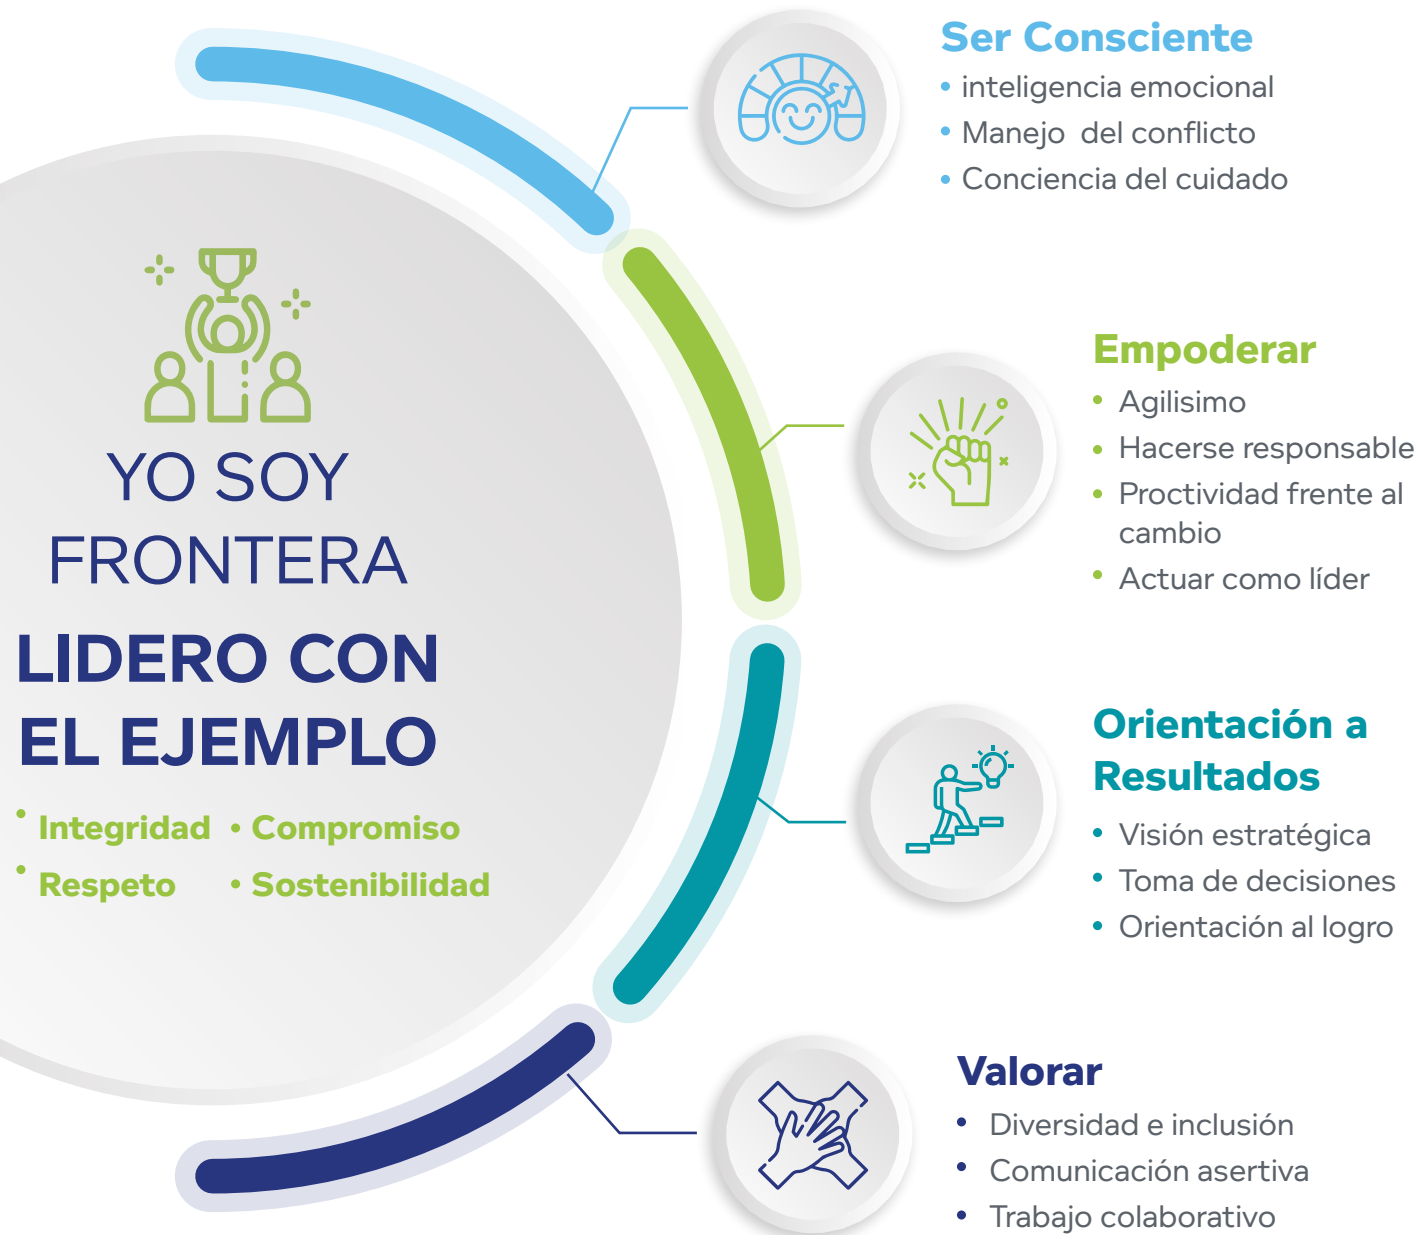 YO SOY
FRONTERA
LIDERO CON
EL EJEMPLO
• Integridad • Compromiso
• Respeto • Sostenibilidad
Ser Consciente
• inteligencia emocional
• Manejo del conflicto
• Conciencia del cuidado
Empoderar
• Agilisimo
• Hacerse responsable
• Proctividad frente al
cambio
• Actuar como líder
Orientación a
Resultados
• Visión estratégica
• Toma de decisiones
• Orientación al logro
Valorar
• Diversidad e inclusión
• Comunicación asertiva
• Trabajo colaborativo